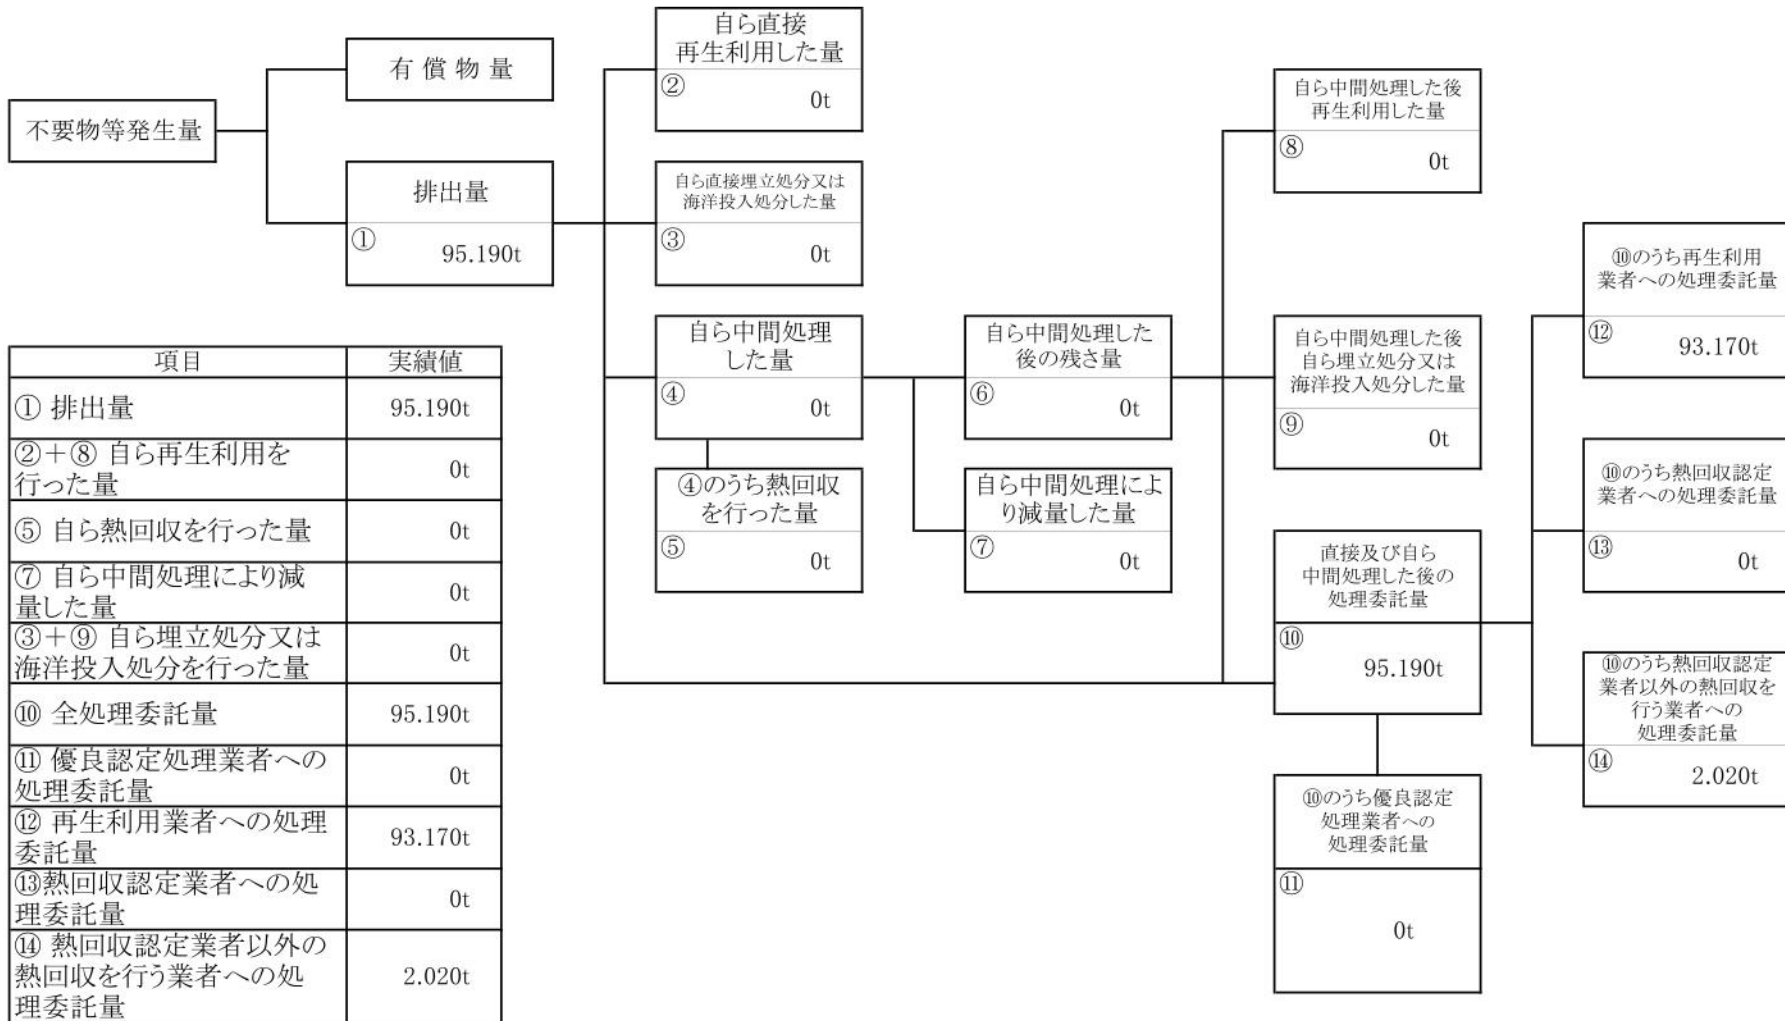 不要物等発生量
有 償 物 量
排出量
①
95.190t
自ら直接
再生利用した量
②
0t
自ら直接埋立処分又は
海洋投入処分した量
③
0t
自ら中間処理
した量
④
0t
④のうち熱回収
を行った量
⑤
0t
自ら中間処理した
後の残さ量
⑥
0t
自ら中間処理によ
り減量した量
⑦
0t
自ら中間処理した後
再生利用した量
⑧
0t
自ら中間処理した後
自ら埋立処分又は
海洋投入処分した量
⑨
0t
直接及び自ら
中間処理した後の
処理委託量
⑩
95.190t
⑩のうち優良認定
処理業者への
処理委託量
⑪
0t
⑩のうち再生利用
業者への処理委託量
⑫
93.170t
⑩のうち熱回収認定
業者への処理委託量
⑬
0t
⑩のうち熱回収認定
業者以外の熱回収を
行う業者への
処理委託量
⑭
2.020t
項目 実績値
① 排出量 95.190t
②＋⑧ 自ら再生利用を
行った量
0t
⑤ 自ら熱回収を行った量 0t
⑦ 自ら中間処理により減
量した量
0t
③＋⑨ 自ら埋立処分又は
海洋投入処分を行った量
0t
⑩ 全処理委託量 95.190t
⑪ 優良認定処理業者への
処理委託量
0t
⑫ 再生利用業者への処理
委託量
93.170t
⑬熱回収認定業者への処
理委託量
0t
⑭ 熱回収認定業者以外の
熱回収を行う業者への処
理委託量
2.020t